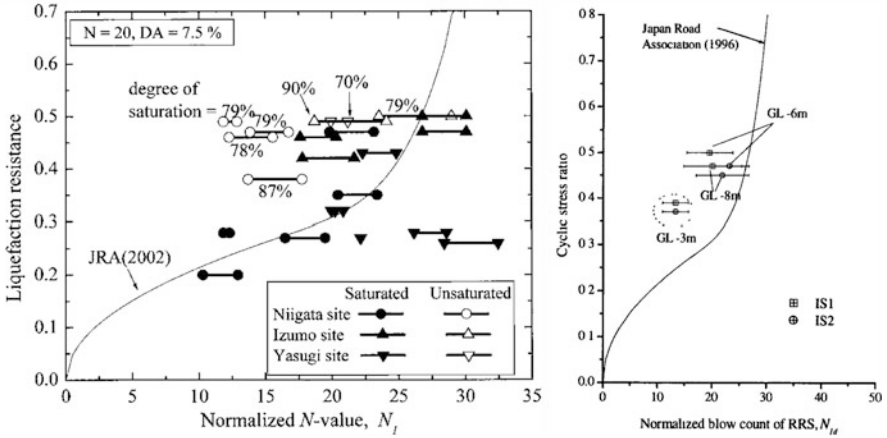 N = 20, DA = 7.5 %
degree of
saturation = 79%
79%
78%
87%
90%
70%
79%
JRA(2002)
Saturated Unsaturated
Niigata site
Izumo site
Yasugi site
0.7
0.6
0.5
0.4
0.3
0.2
0.1
0.0
Liquefaction resistance
0 5 10 15 20 25 30 35
Normalized N-value, N1
Japan Road
Association (1996)
GL -6m
GL -8m
GL -3m
IS1
IS2
0.8
0.7
0.6
0.5
0.4
0.3
0.2
0.1
0.0
Cyclic stress ratio
0 10 20 30 40 50
Normalized blow count of RRS, N1d